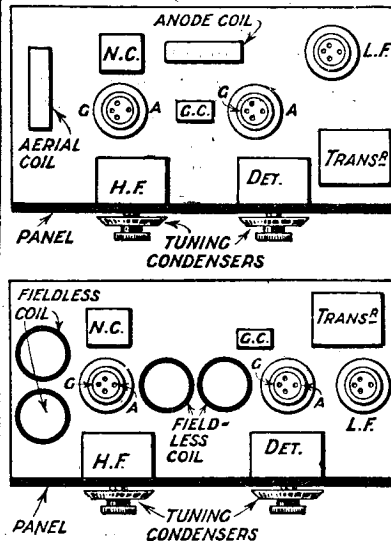 ANODE COIL
N.C.
L.F.
G A G.C. G A
AERIAL
COIL
TRANSR
H.F. DET.
PANEL
TUNING
CONDENSERS
FIELDLESS
COIL
N.C.
TRANSR
G.C.
G A G A
FIELD-
LESS
COIL
L.F.
H.F. DET.
PANEL
TUNING
CONDENSERS